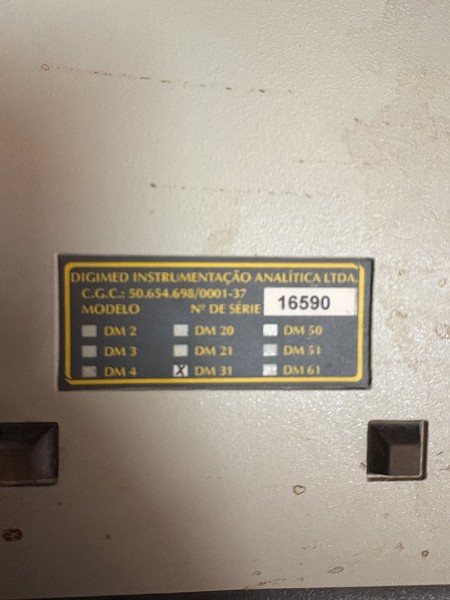 DIGIMED INSTRUMENTAÇÃO ANALÍTICA LTDA.
C.G.C.: 50.654.698/0001-37
MODELO Nº DE SÉRIE 16590
DM 2 DM 20 DM 50
DM 3 DM 21 DM 51
DM 4 X DM 31 DM 61